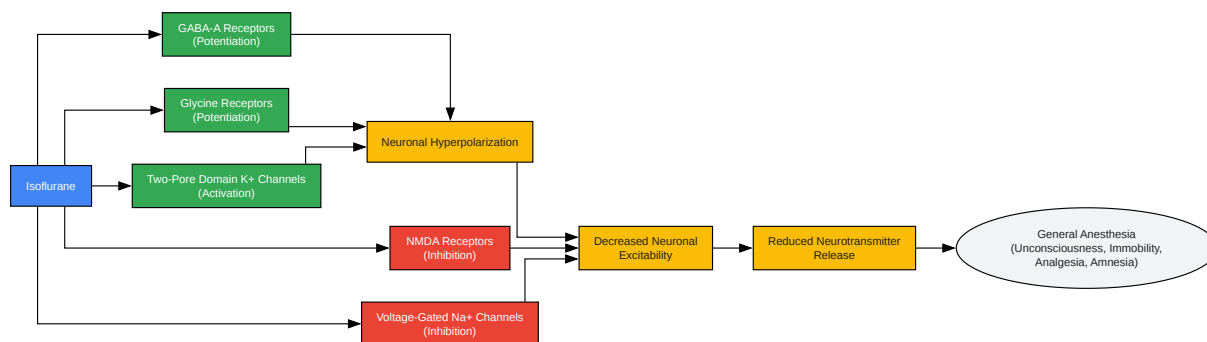 GABA-A Receptors
(Potentiation)
Glycine Receptors
(Potentiation)
Neuronal Hyperpolarization
Isoflurane
Two-Pore Domain K+ Channels
(Activation)
NMDA Receptors
(Inhibition)
Decreased Neuronal
Excitability
Reduced Neurotransmitter
Release
General Anesthesia
(Unconsciousness, Immobility,
Analgesia, Amnesia)
Voltage-Gated Na+ Channels
(Inhibition)